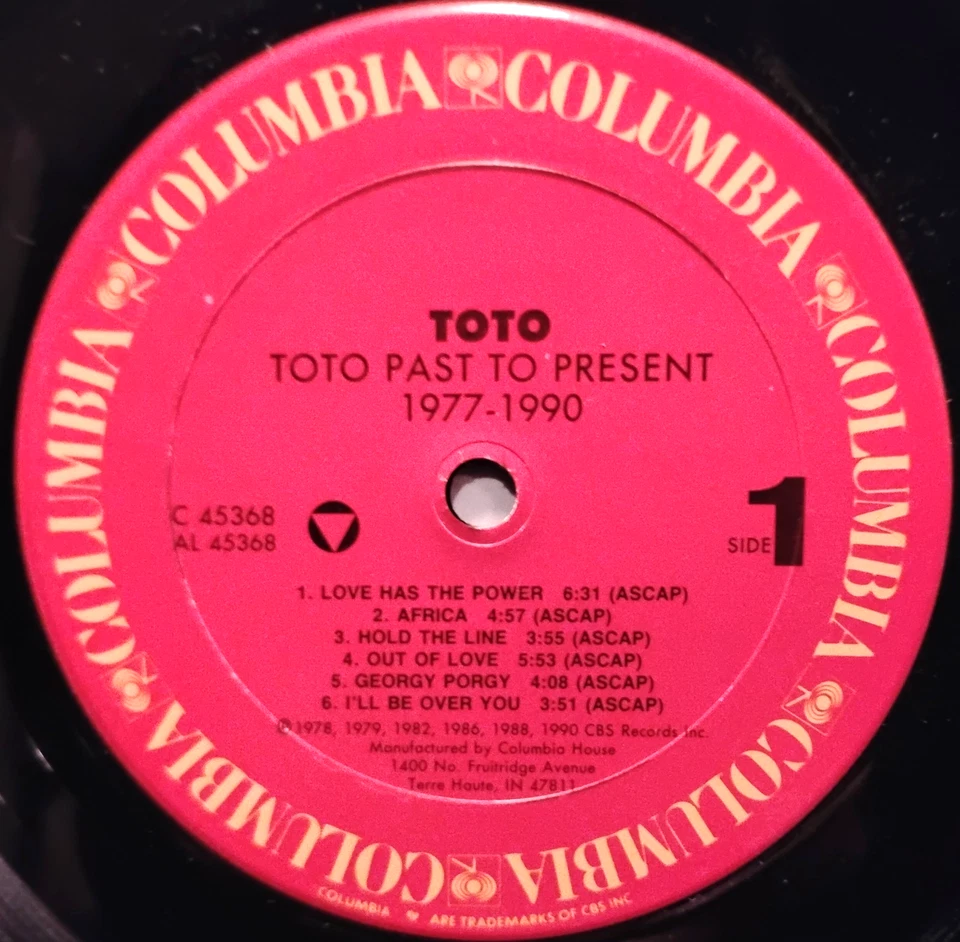 COLUMBIA COLUMBIA COLUMBIA COLUMBIA COLUMBIA COLUMBIA COLUMBIA COLUMBIA
TOTO
TOTO PAST TO PRESENT
1977-1990
C 45368
AL 45368
SIDE 1
1. LOVE HAS THE POWER 6:31 (ASCAP)
2. AFRICA 4:57 (ASCAP)
3. HOLD THE LINE 3:55 (ASCAP)
4. OUT OF LOVE 5:53 (ASCAP)
5. GEORGY PORGY 4:08 (ASCAP)
6. I'LL BE OVER YOU 3:51 (ASCAP)
℗ 1978, 1979, 1982, 1986, 1988, 1990 CBS Records Inc.
Manufactured by Columbia House
1400 No. Fruitridge Avenue
Terre Haute, IN 47811
COLUMBIA ♥ ARE TRADEMARKS OF CBS INC